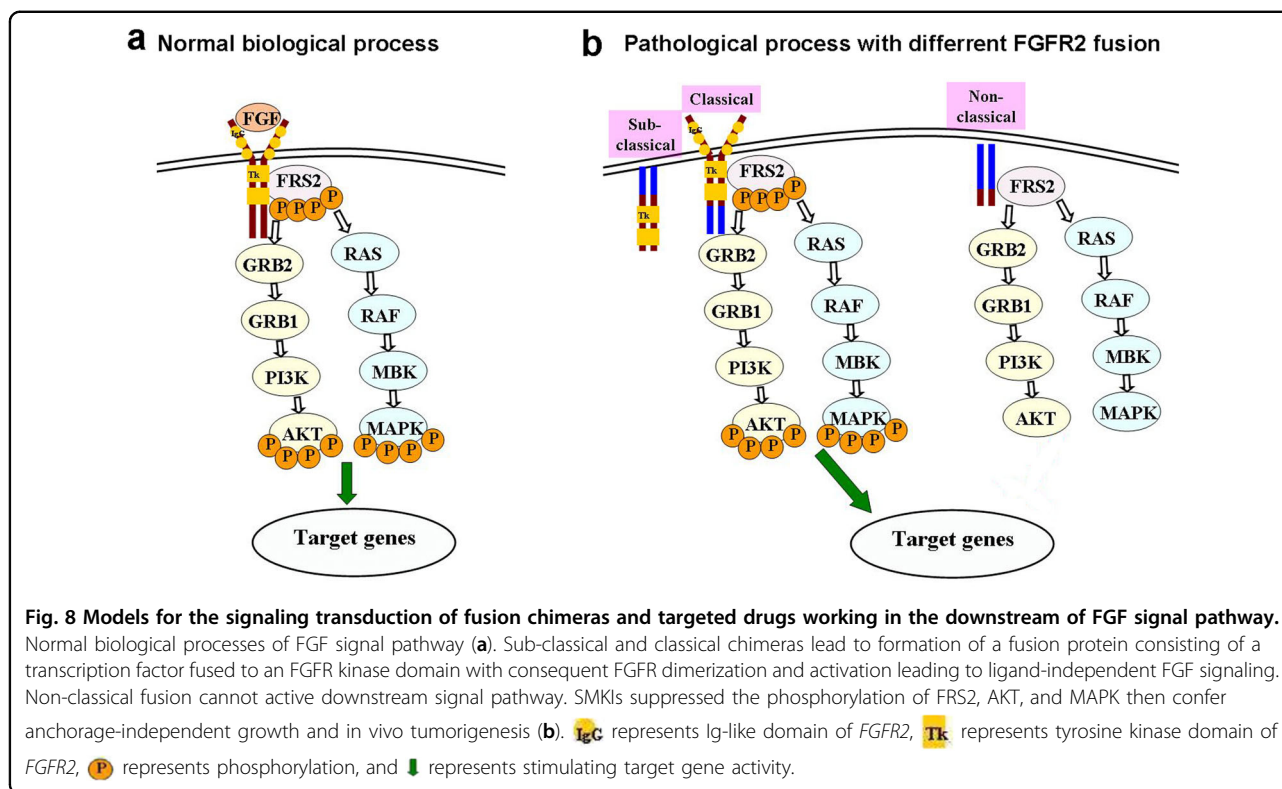 a Normal biological process
b Pathological process with differrent FGFR2 fusion
FGF
IgG
Tk
FRS2
P P P P
GRB2
RAS
GRB1
RAF
PI3K
MBK
AKT
MAPK
P P P P P P P P P P
Target genes
Sub-
classical
Classical
Non-
classical
IgG
Tk
Tk
FRS2
P P P P
GRB2
RAS
GRB1
RAF
PI3K
MBK
AKT
MAPK
P P P P P P P P P P
Target genes
FRS2
GRB2
RAS
GRB1
RAF
PI3K
MBK
AKT
MAPK
Fig. 8 Models for the signaling transduction of fusion chimeras and targeted drugs working in the downstream of FGF signal pathway.
Normal biological processes of FGF signal pathway (a). Sub-classical and classical chimeras lead to formation of a fusion protein consisting of a
transcription factor fused to an FGFR kinase domain with consequent FGFR dimerization and activation leading to ligand-independent FGF signaling.
Non-classical fusion cannot active downstream signal pathway. SMKIs suppressed the phosphorylation of FRS2, AKT, and MAPK then confer
anchorage-independent growth and in vivo tumorigenesis (b). IgG represents Ig-like domain of FGFR2, Tk represents tyrosine kinase domain of
FGFR2, P represents phosphorylation, and represents stimulating target gene activity.